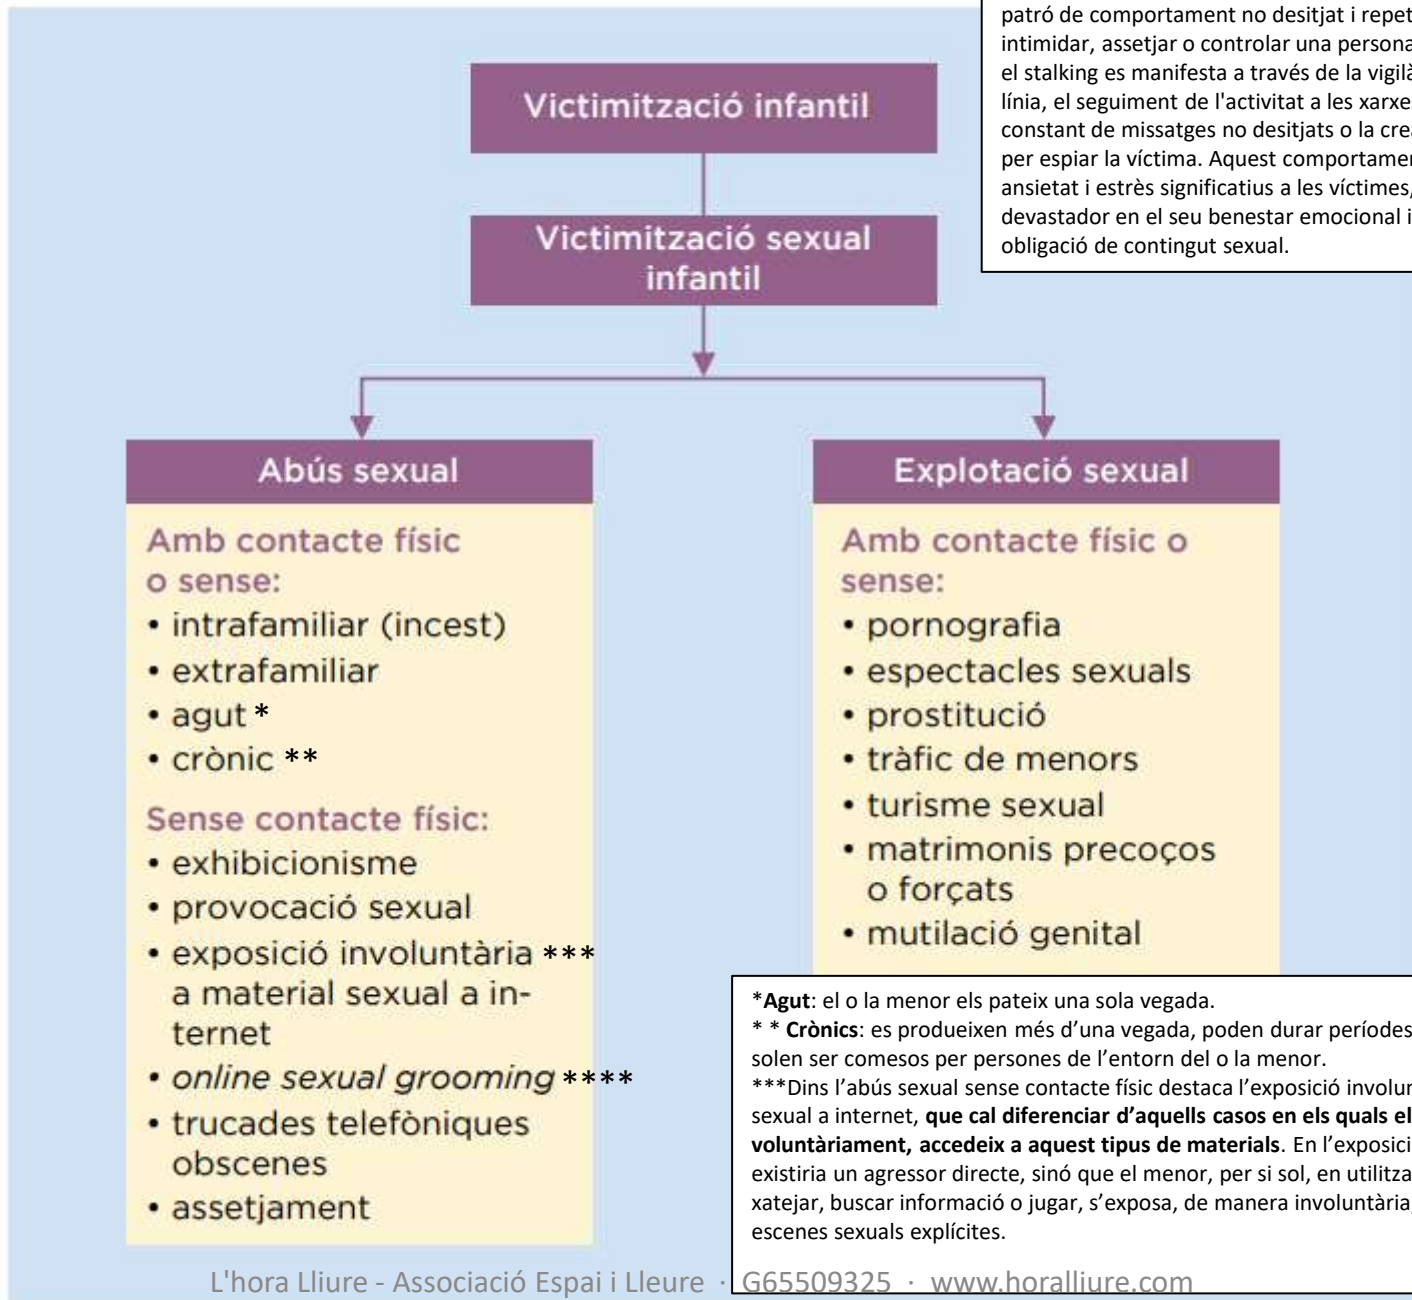 patró de comportament no desitjat i
intimidar, assetjar o controlar una persona
el stalking es manifesta a través de la
línia, el seguiment de l'activitat a les
constant de missatges no desitjats o la
per espiar la víctima. Aquest
ansietat i estrès significatius a les víctimes,
devastador en el seu benestar emocional i
obligació de contingut sexual.
Victimització infantil
Victimització sexual
infantil
Abús sexual
Amb contacte físic
o sense:
• intrafamiliar (incest)
• extrafamiliar
• agut *
• crònic **
Sense contacte físic:
• exhibicionisme
• provocació sexual
• exposició involuntària ***
a material sexual a in-
ternet
• online sexual grooming ****
• trucades telefòniques
obscenes
• assetjament
Explotació sexual
Amb contacte físic o
sense:
• pornografia
• espectacles sexuals
• prostitució
• tràfic de menors
• turisme sexual
• matrimonis precoços
o forçats
• mutilació genital
*Agut: el o la menor els pateix una sola vegada.
* * Crònics: es produeixen més d’una vegada, poden durar períodes
solen ser comesos per persones de l’entorn del o la menor.
***Dins l’abús sexual sense contacte físic destaca l’exposició
sexual a internet, que cal diferenciar d’aquells casos en els quals el
voluntàriament, accedeix a aquest tipus de materials. En
existiria un agressor directe, sinó que el menor, per si sol, en
xatejar, buscar informació o jugar, s’exposa, de manera involuntària,
escenes sexuals explícites.
L'hora Lliure - Associació Espai i Lleure · G65509325 · www.horalliure.com